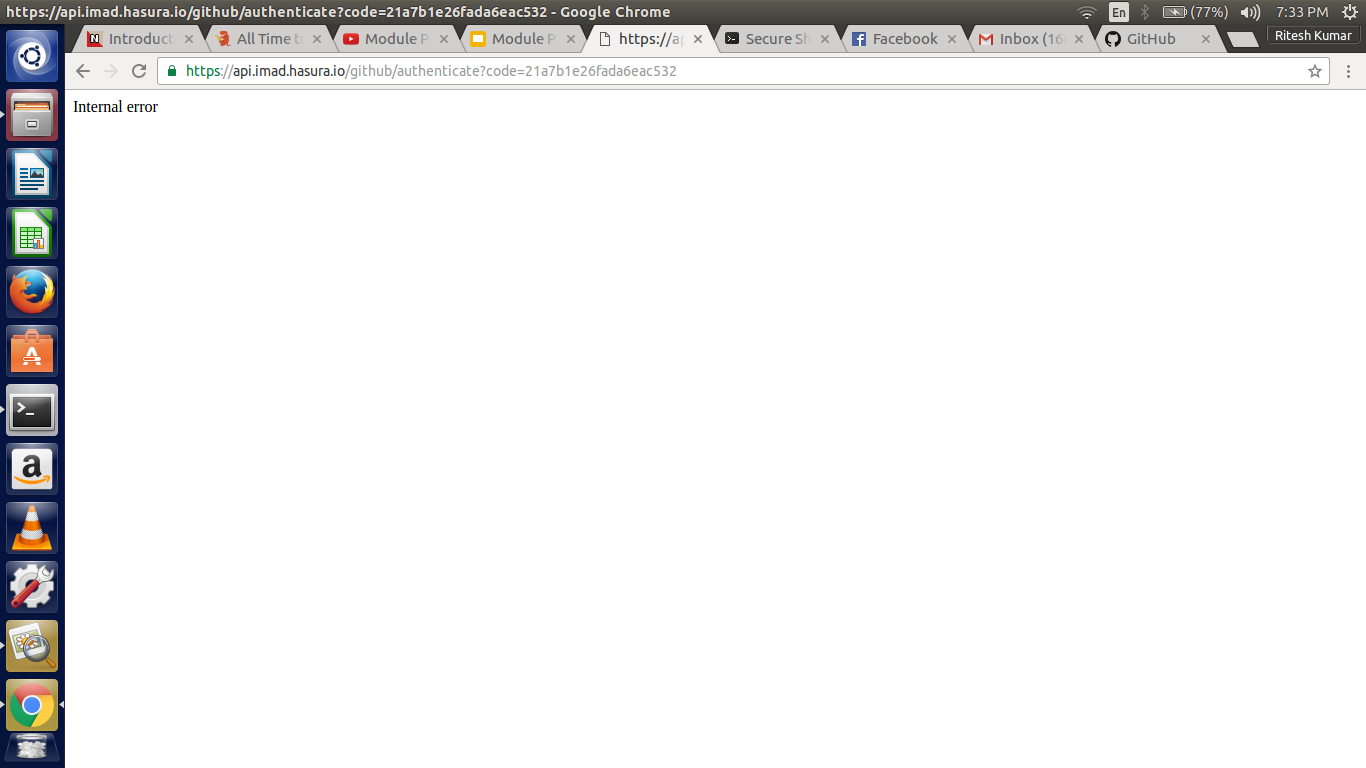 https://api.imad.hasura.io/github/authenticate?code=21a7b1e26fada6eac532 - Google Chrome
En
(77%)
7:33 PM
Introduct
All Time to
Module P
Module P
https://ap
Secure Sh
Facebook
Inbox (16
GitHub
Ritesh Kumar
https://api.imad.hasura.io/github/authenticate?code=21a7b1e26fada6eac532
Internal error